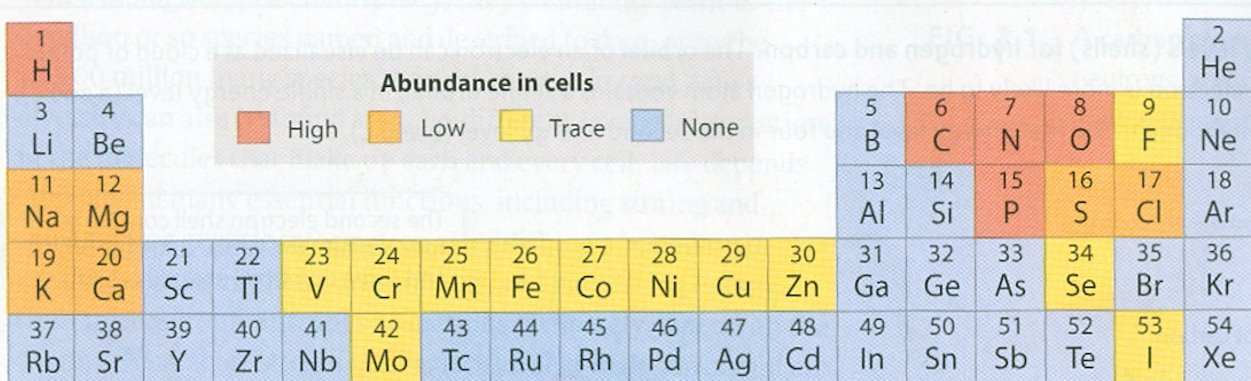 1 2
H He
Abundance in cells
High Low Trace None
3 4 5 6 7 8 9 10
Li Be B C N O F Ne
11 12 13 14 15 16 17 18
Na Mg Al Si P S Cl Ar
19 20 21 22 23 24 25 26 27 28 29 30 31 32 33 34 35 36
K Ca Sc Ti V Cr Mn Fe Co Ni Cu Zn Ga Ge As Se Br Kr
37 38 39 40 41 42 43 44 45 46 47 48 49 50 51 52 53 54
Rb Sr Y Zr Nb Mo Tc Ru Rh Pd Ag Cd In Sn Sb Te I Xe